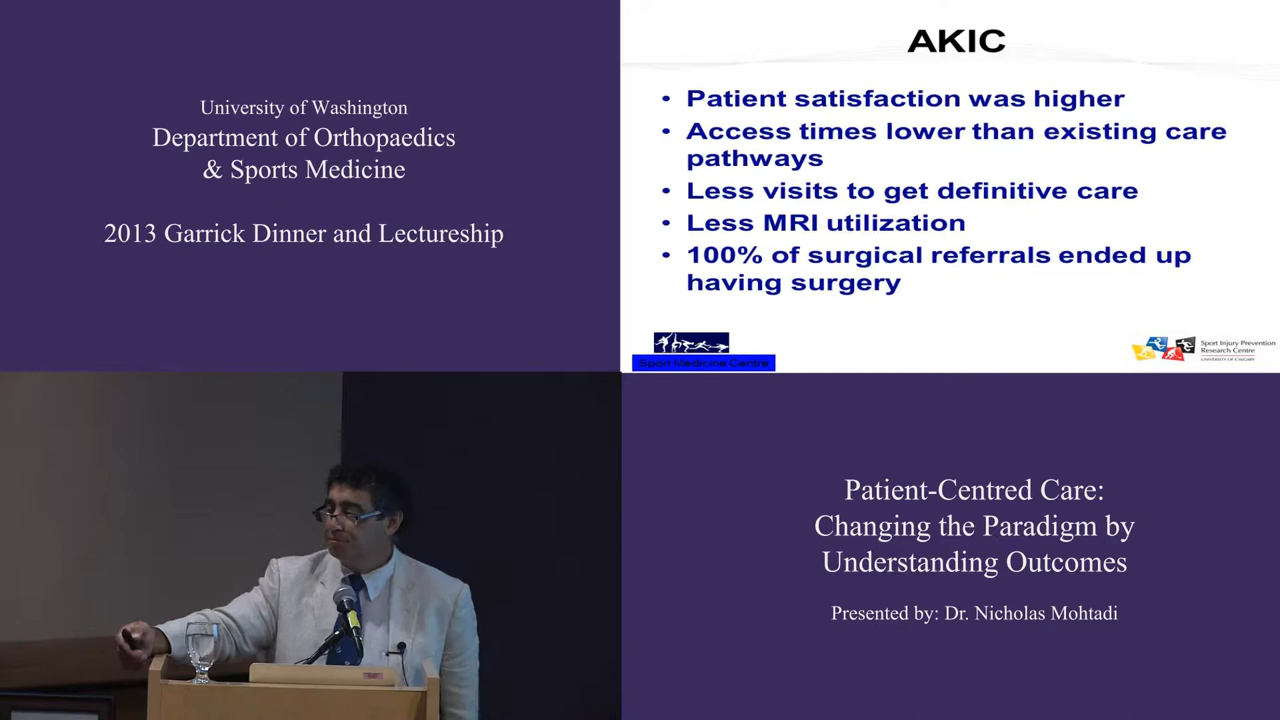 University of Washington
Department of Orthopaedics
& Sports Medicine
2013 Garrick Dinner and Lectureship
AKIC
• Patient satisfaction was higher
• Access times lower than existing care
pathways
• Less visits to get definitive care
• Less MRI utilization
• 100% of surgical referrals ended up
having surgery
Sport Medicine Centre
Sport Injury Prevention
Research Centre
UNIVERSITY OF CALGARY
Patient-Centred Care:
Changing the Paradigm by
Understanding Outcomes
Presented by: Dr. Nicholas Mohtadi